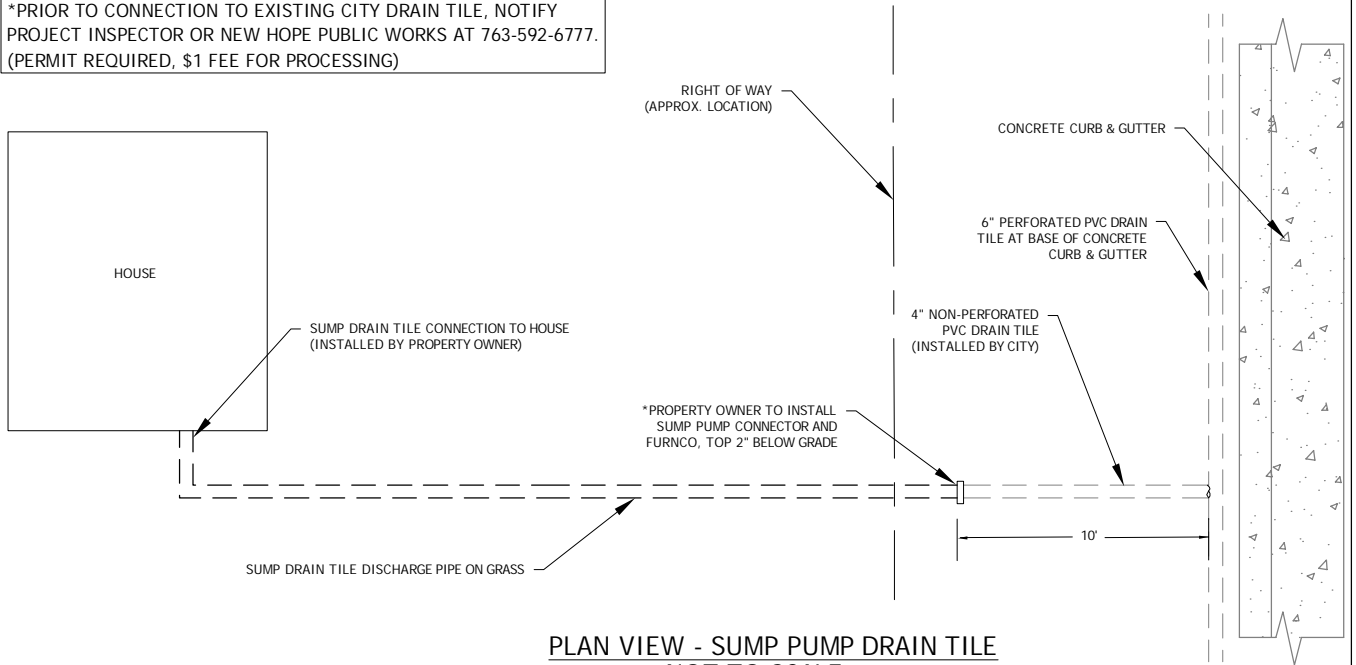 *PRIOR TO CONNECTION TO EXISTING CITY DRAIN TILE, NOTIFY
PROJECT INSPECTOR OR NEW HOPE PUBLIC WORKS AT 763-592-6777.
(PERMIT REQUIRED, $1 FEE FOR PROCESSING)
RIGHT OF WAY
(APPROX. LOCATION)
CONCRETE CURB & GUTTER
6" PERFORATED PVC DRAIN
TILE AT BASE OF CONCRETE
CURB & GUTTER
HOUSE
SUMP DRAIN TILE CONNECTION TO HOUSE
(INSTALLED BY PROPERTY OWNER)
4" NON-PERFORATED
PVC DRAIN TILE
(INSTALLED BY CITY)
*PROPERTY OWNER TO INSTALL
SUMP PUMP CONNECTOR AND
FURNCO, TOP 2" BELOW GRADE
10'
SUMP DRAIN TILE DISCHARGE PIPE ON GRASS
PLAN VIEW - SUMP PUMP DRAIN TILE
NOT TO SCALE